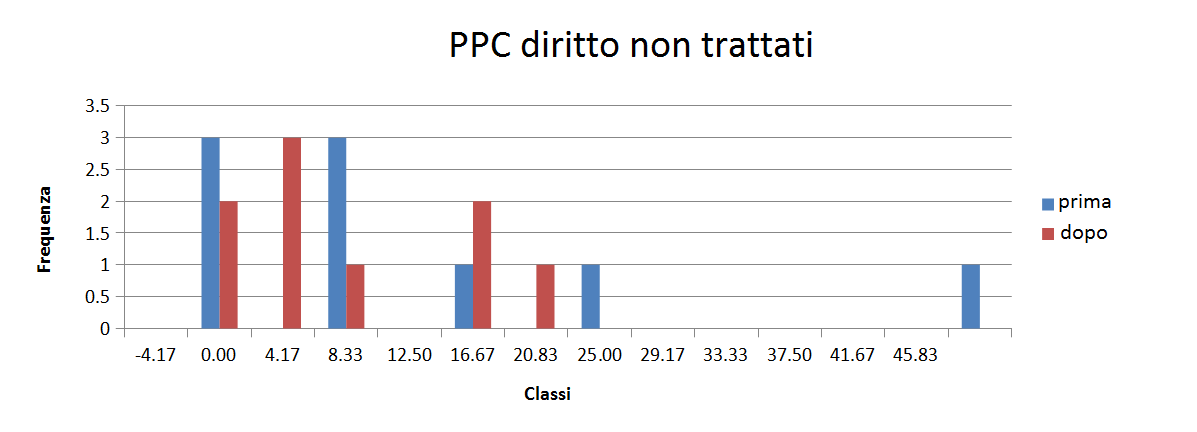 PPC diritto non trattati
3.5
3
2.5
2
1.5
1
0.5
0
Frequenza
-4.17 0.00 4.17 8.33 12.50 16.67 20.83 25.00 29.17 33.33 37.50 41.67 45.83
Classi
prima
dopo